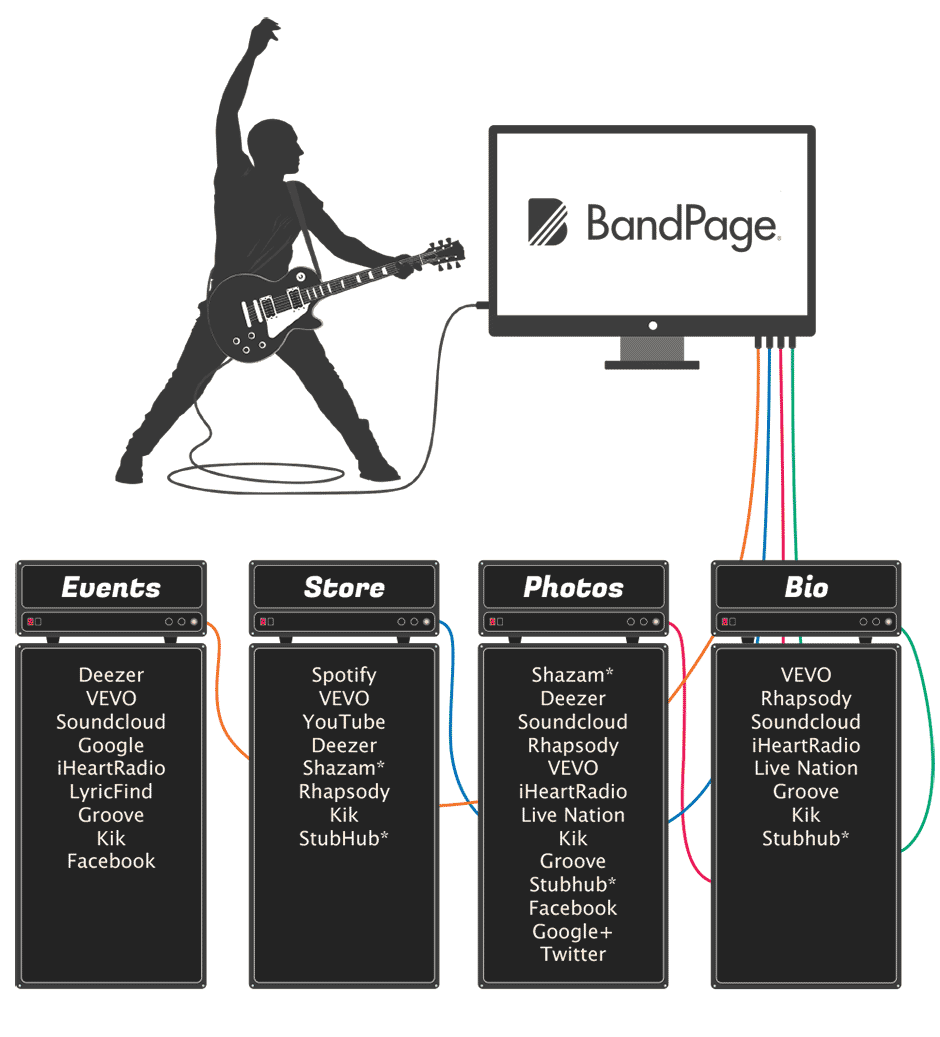 BandPage®
Events
Deezer
VEVO
Soundcloud
Google
iHeartRadio
LyricFind
Groove
Kik
Facebook
Store
Spotify
VEVO
YouTube
Deezer
Shazam*
Rhapsody
Kik
StubHub*
Photos
Shazam*
Deezer
Soundcloud
Rhapsody
VEVO
iHeartRadio
Live Nation
Kik
Groove
Stubhub*
Facebook
Google+
Twitter
Bio
VEVO
Rhapsody
Soundcloud
iHeartRadio
Live Nation
Groove
Kik
Stubhub*